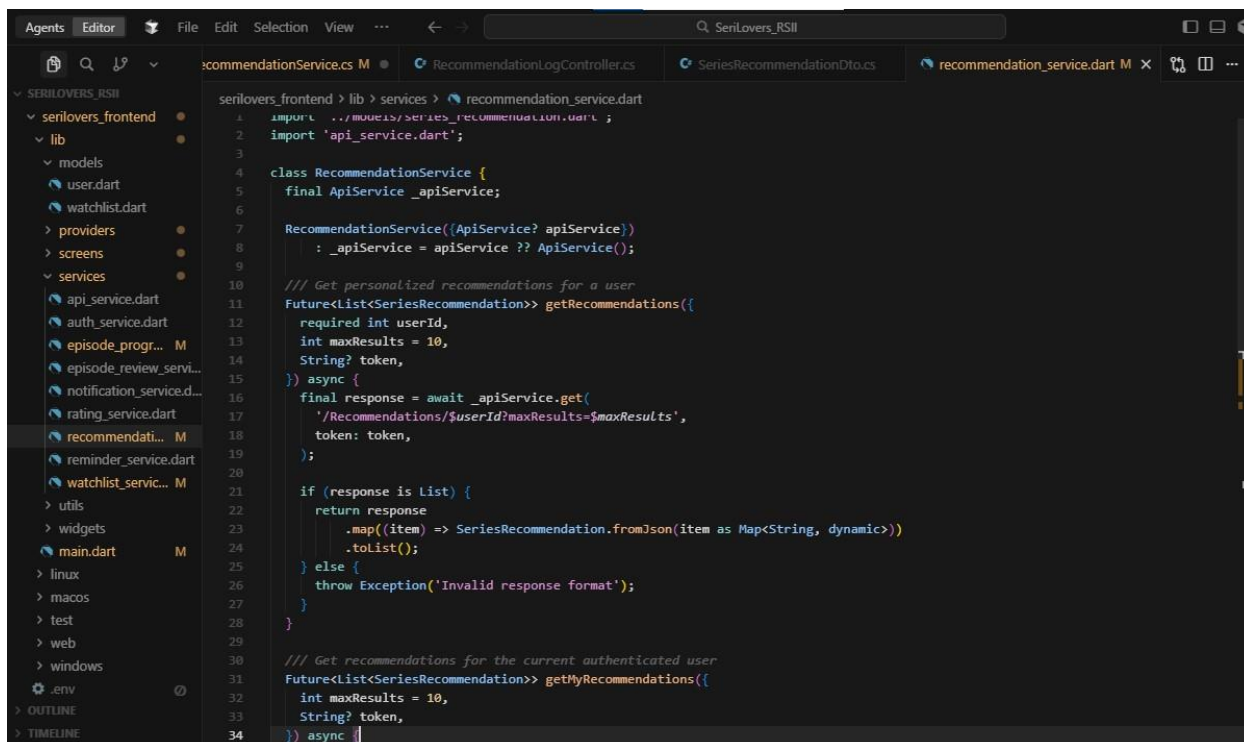 Agents Editor File Edit Selection View ··· ← → SeriLovers_RSII
ecommendationService.cs M ● RecommendationLogController.cs SeriesRecommendationDto.cs recommendation_service.dart M × ···
SERILOVERS_RSII
serilovers_frontend
lib
models
user.dart
watchlist.dart
providers
screens
services
api_service.dart
auth_service.dart
episode_progr... M
episode_review_servi...
notification_service.d...
rating_service.dart
recommendati... M
reminder_service.dart
watchlist_servic... M
utils
widgets
main.dart M
linux
macos
test
web
windows
.env
OUTLINE
TIMELINE
serilovers_frontend > lib > services > recommendation_service.dart
1 import '../models/series_recommendation.dart';
2 import 'api_service.dart';
3
4 class RecommendationService {
5 final ApiService _apiService;
6
7 RecommendationService({ApiService? apiService})
8 : _apiService = apiService ?? ApiService();
9
10 /// Get personalized recommendations for a user
11 Future<List<SeriesRecommendation>> getRecommendations({
12 required int userId,
13 int maxResults = 10,
14 String? token,
15 }) async {
16 final response = await _apiService.get(
17 '/Recommendations/$userId?maxResults=$maxResults',
18 token: token,
19 );
20
21 if (response is List) {
22 return response
23 .map((item) => SeriesRecommendation.fromJson(item as Map<String, dynamic>))
24 .toList();
25 } else {
26 throw Exception('Invalid response format');
27 }
28 }
29
30 /// Get recommendations for the current authenticated user
31 Future<List<SeriesRecommendation>> getMyRecommendations({
32 int maxResults = 10,
33 String? token,
34 }) async {